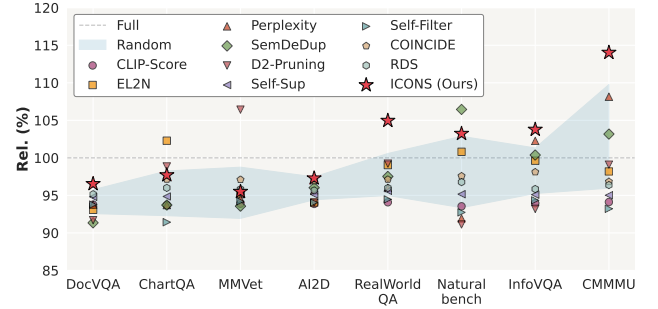 120
115
110
105
100
95
90
85
Rel. (%)
Full
Random
CLIP-Score
EL2N
Perplexity
SemDeDup
D2-Pruning
Self-Sup
Self-Filter
COINCIDE
RDS
ICONS (Ours)
DocVQA
ChartQA
MMVet
AI2D
RealWorld
QA
Natural
bench
InfoVQA
CMMMU